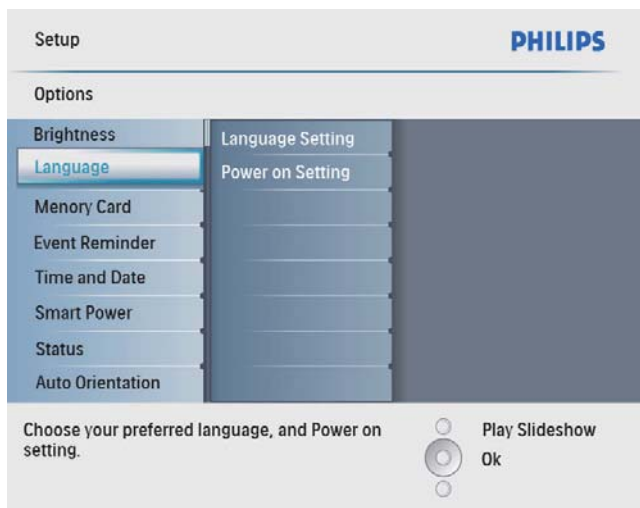 Setup
PHILIPS
Options
Brightness
Language
Menory Card
Event Reminder
Time and Date
Smart Power
Status
Auto Orientation
Language Setting
Power on Setting
Choose your preferred language, and Power on
setting.
Play Slideshow
Ok